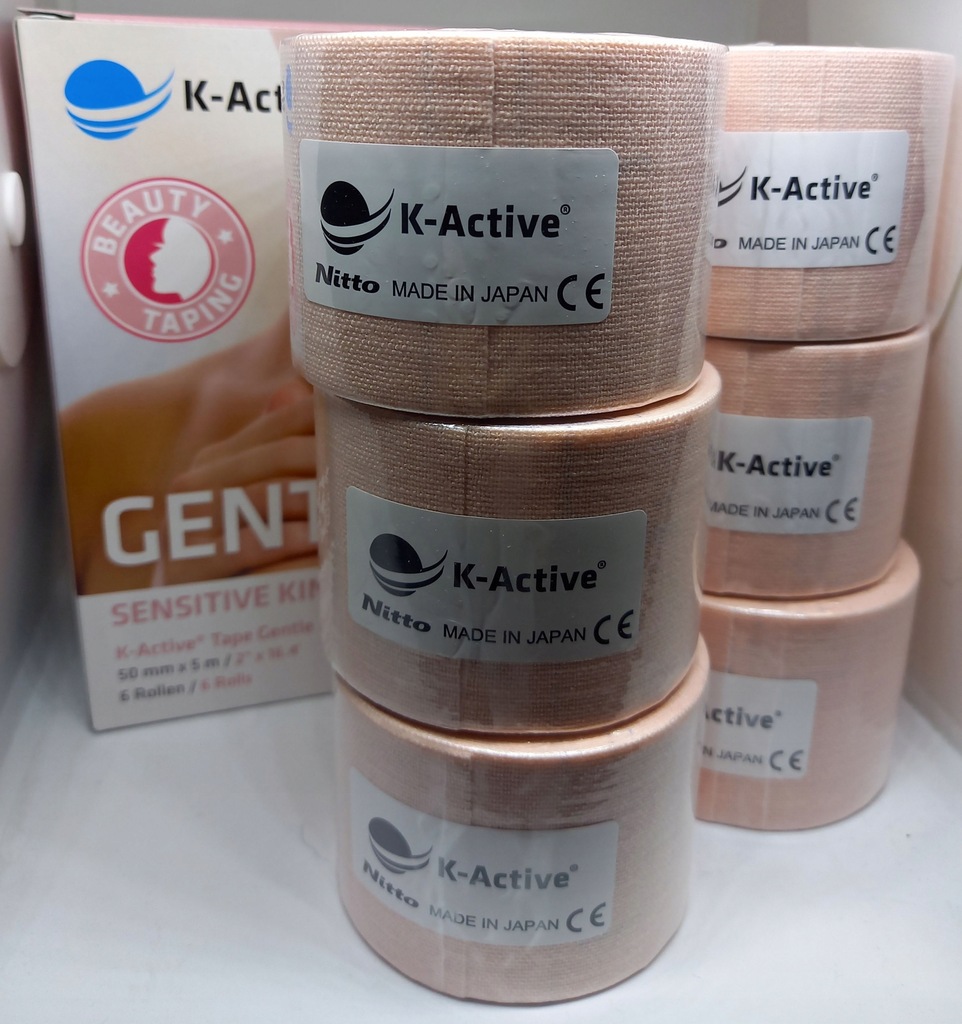 K-Act
BEAUTY
TAPING
GENT
SENSITIVE KIN
K-Active® Tape Gentle
50 mm x 5 m / 2" x 16.4'
6 Rollen / 6 Rolls
K-Active®
Nitto MADE IN JAPAN CE
K-Active®
Nitto MADE IN JAPAN CE
K-Active®
Nitto MADE IN JAPAN CE
K-Active®
MADE IN JAPAN CE
K-Active®
MADE IN JAPAN CE
Active®
IN JAPAN CE